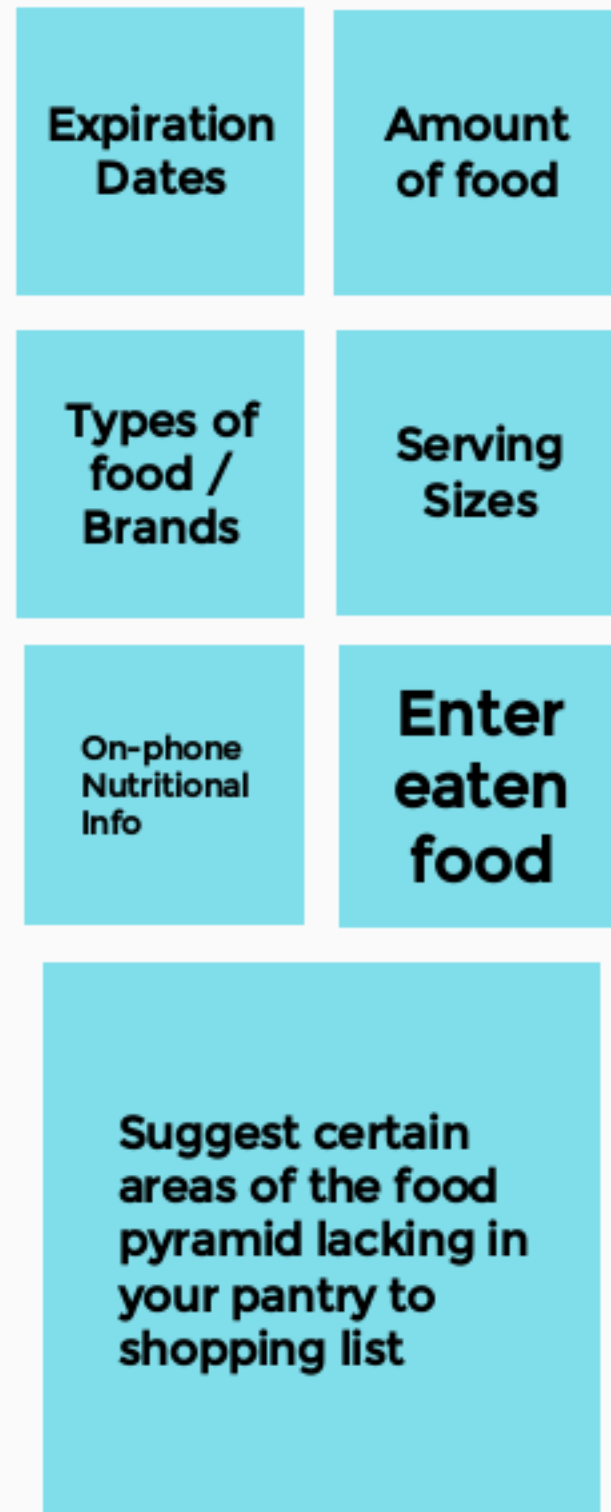 Expiration
Dates
Amount
of food
Types of
food /
Brands
Serving
Sizes
On-phone
Nutritional
Info
Enter
eaten
food
Suggest certain
areas of the food
pyramid lacking in
your pantry to
shopping list